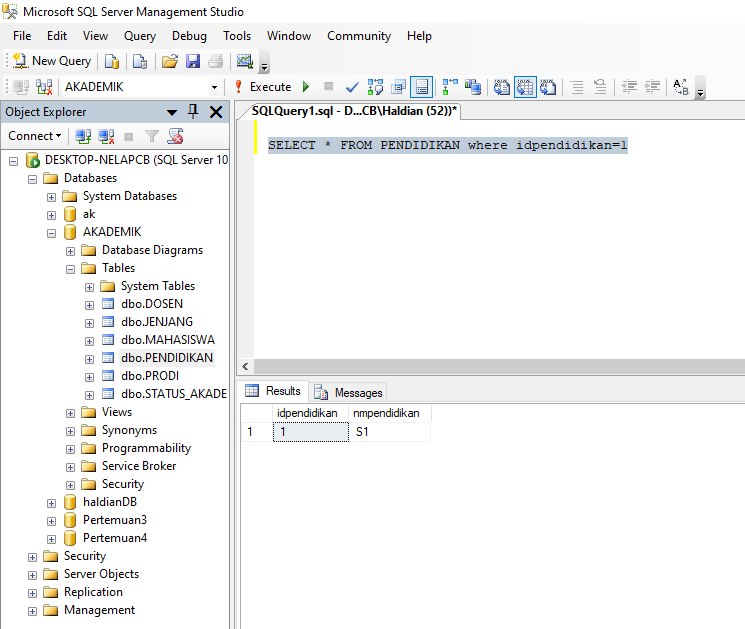 Microsoft SQL Server Management Studio
File Edit View Query Debug Tools Window Community Help
New Query
AKADEMIK Execute
Object Explorer
Connect
DESKTOP-NELAPCB (SQL Server 10
Databases
System Databases
ak
AKADEMIK
Database Diagrams
Tables
System Tables
dbo.DOSEN
dbo.JENJANG
dbo.MAHASISWA
dbo.PENDIDIKAN
dbo.PRODI
dbo.STATUS_AKADE
Views
Synonyms
Programmability
Service Broker
Security
haldianDB
Pertemuan3
Pertemuan4
Security
Server Objects
Replication
Management
SQLQuery1.sql - D...CB\Haldian (52))*
SELECT * FROM PENDIDIKAN where idpendidikan=1
Results Messages
idpendidikan nmpendidikan
1 1 S1